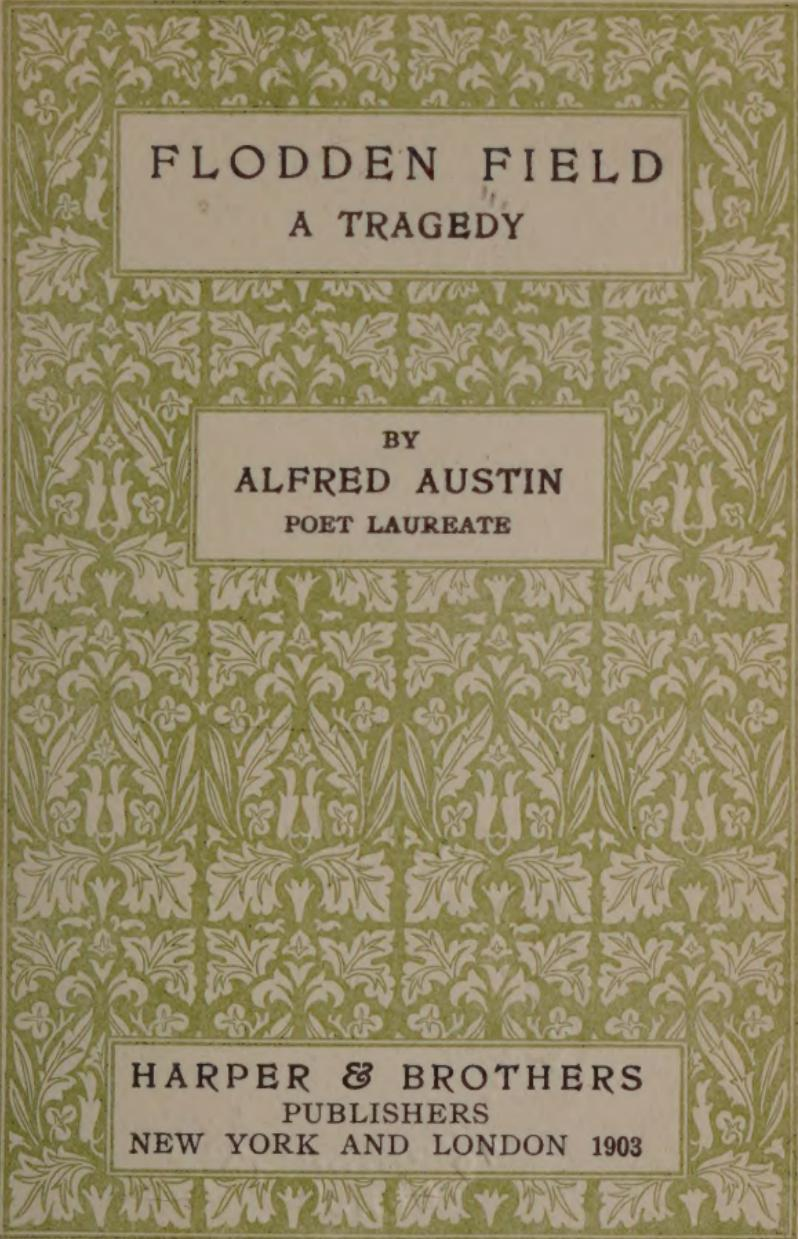 FLODDEN FIELD
A TRAGEDY
BY
ALFRED AUSTIN
POET LAUREATE
HARPER & BROTHERS
PUBLISHERS
NEW YORK AND LONDON 1903